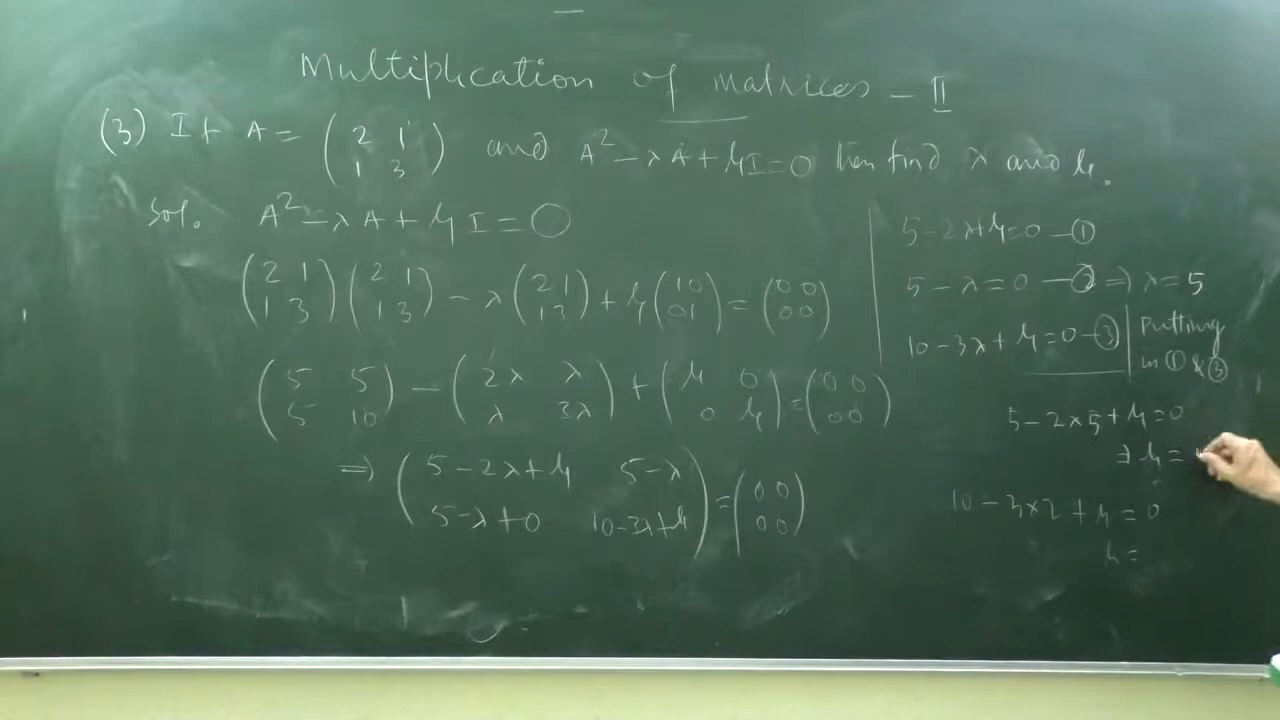 Multiplication of matrices - II
(3) If A = (2 1 / 1 3) and A² - λA + μI = 0 then find λ and μ.
Sol. A² - λA + μI = O
(2 1 / 1 3) (2 1 / 1 3) - λ (2 1 / 1 3) + μ (1 0 / 0 1) = (0 0 / 0 0)
(5 5 / 5 10) - (2λ λ / λ 3λ) + (μ 0 / 0 μ) = (0 0 / 0 0)
⇒ (5-2λ+μ 5-λ / 5-λ+0 10-3λ+μ) = (0 0 / 0 0)
5-2λ+μ=0 - ①
5-λ=0 - ② ⇒ λ=5
10-3λ+μ=0 - ③
Putting
in ① & ③
5-2×5+μ=0
⇒ μ =
10-3×2+μ=0
μ =